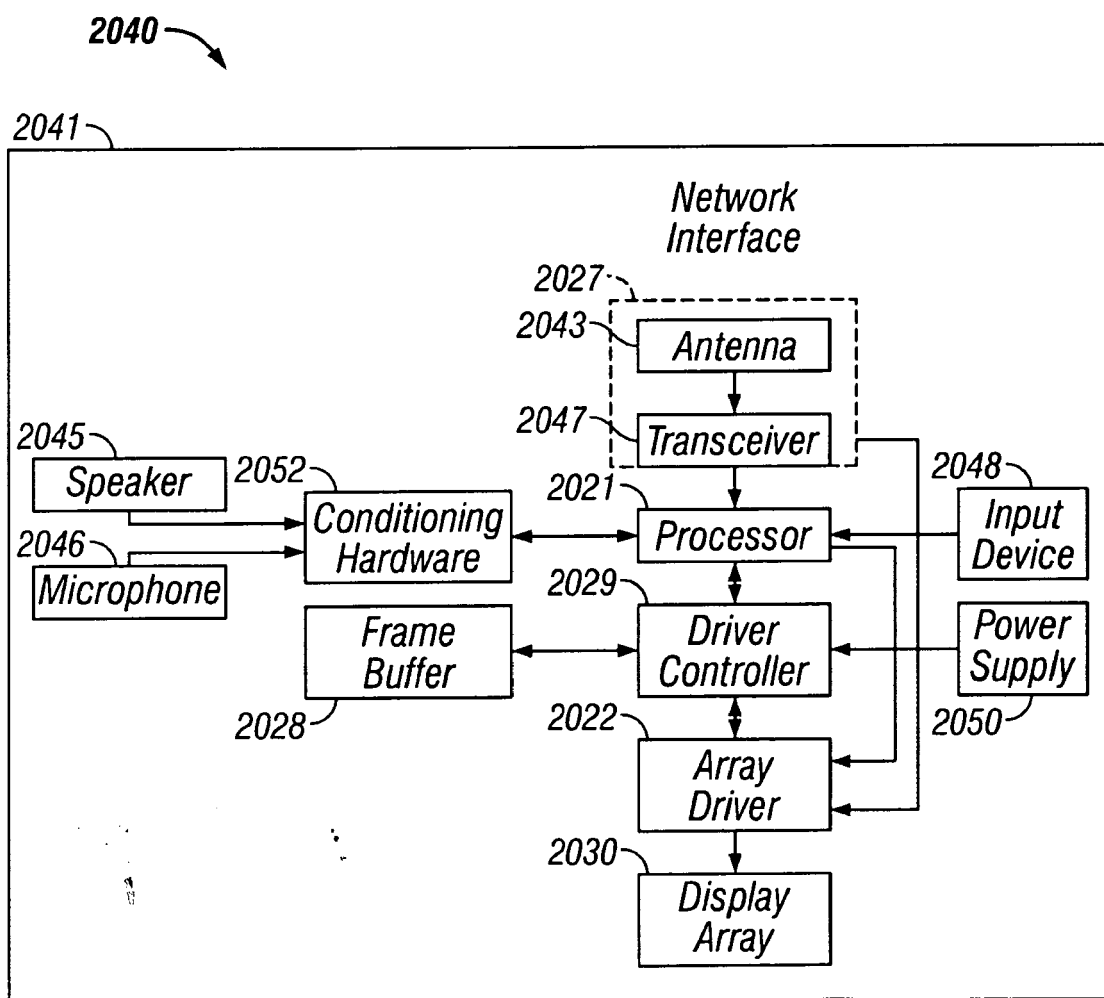 2040
2041
Network
Interface
2027
2043
Antenna
2047
Transceiver
2045
Speaker
2052
Conditioning
Hardware
2021
Processor
2048
Input
Device
2046
Microphone
2029
Driver
Controller
Frame
Buffer
2028
Power
Supply
2050
2022
Array
Driver
2030
Display
Array